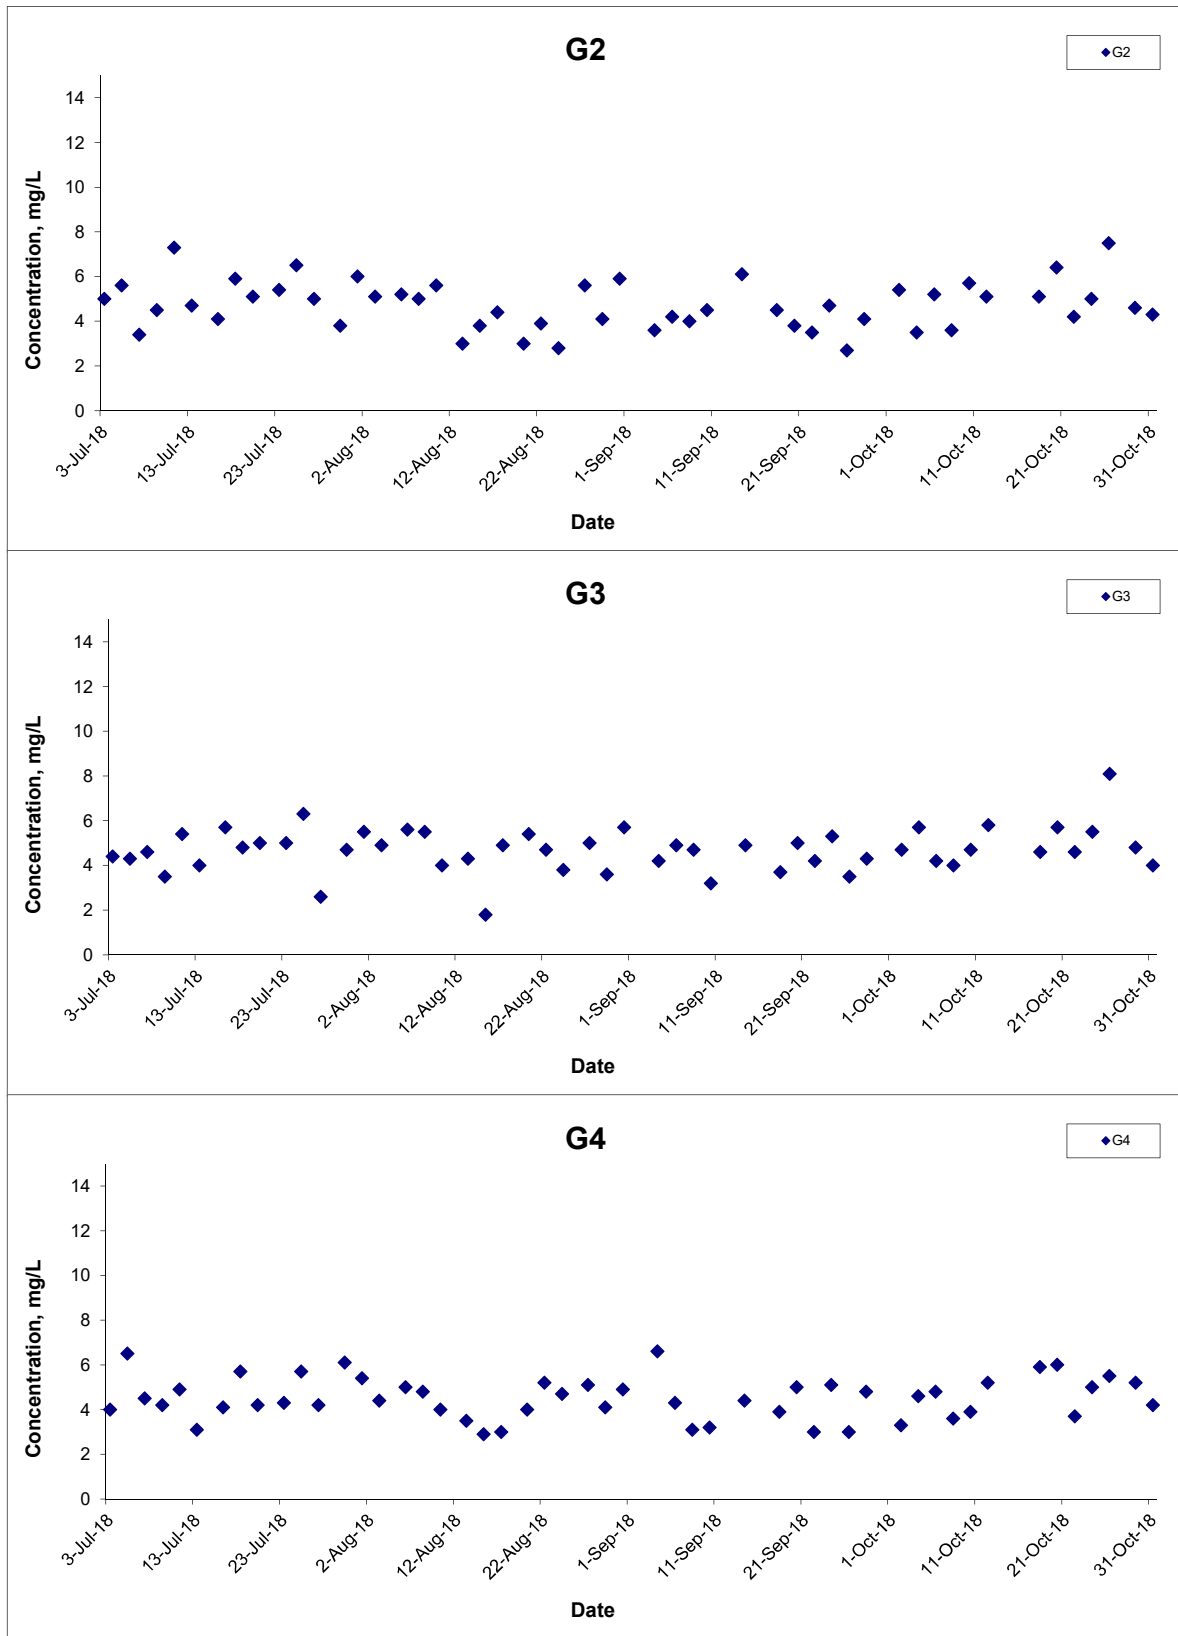 G2
G2
14
12
10
8
6
4
2
0
Concentration, mg/L
3-Jul-18 13-Jul-18 23-Jul-18 2-Aug-18 12-Aug-18 22-Aug-18 1-Sep-18 11-Sep-18 21-Sep-18 1-Oct-18 11-Oct-18 21-Oct-18 31-Oct-18
Date
G3
G3
14
12
10
8
6
4
2
0
Concentration, mg/L
3-Jul-18 13-Jul-18 23-Jul-18 2-Aug-18 12-Aug-18 22-Aug-18 1-Sep-18 11-Sep-18 21-Sep-18 1-Oct-18 11-Oct-18 21-Oct-18 31-Oct-18
Date
G4
G4
14
12
10
8
6
4
2
0
Concentration, mg/L
3-Jul-18 13-Jul-18 23-Jul-18 2-Aug-18 12-Aug-18 22-Aug-18 1-Sep-18 11-Sep-18 21-Sep-18 1-Oct-18 11-Oct-18 21-Oct-18 31-Oct-18
Date